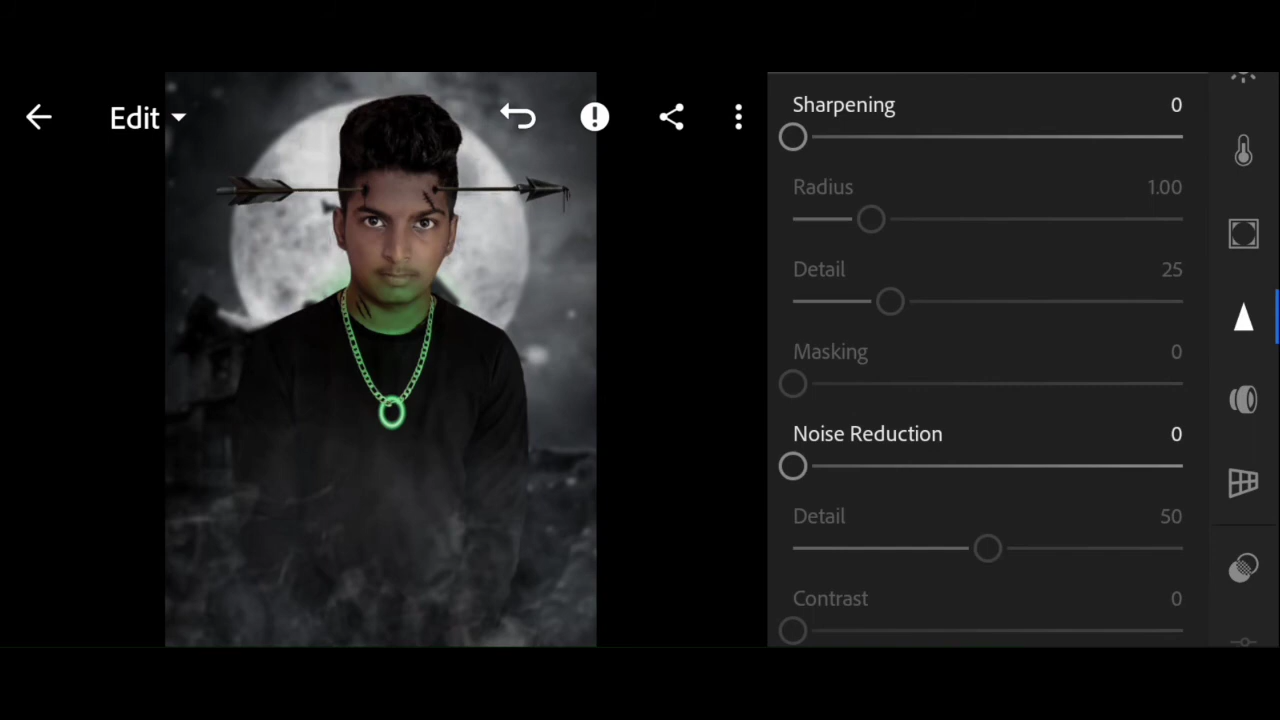 Edit
Sharpening 0
Radius 1.00
Detail 25
Masking 0
Noise Reduction 0
Detail 50
Contrast 0